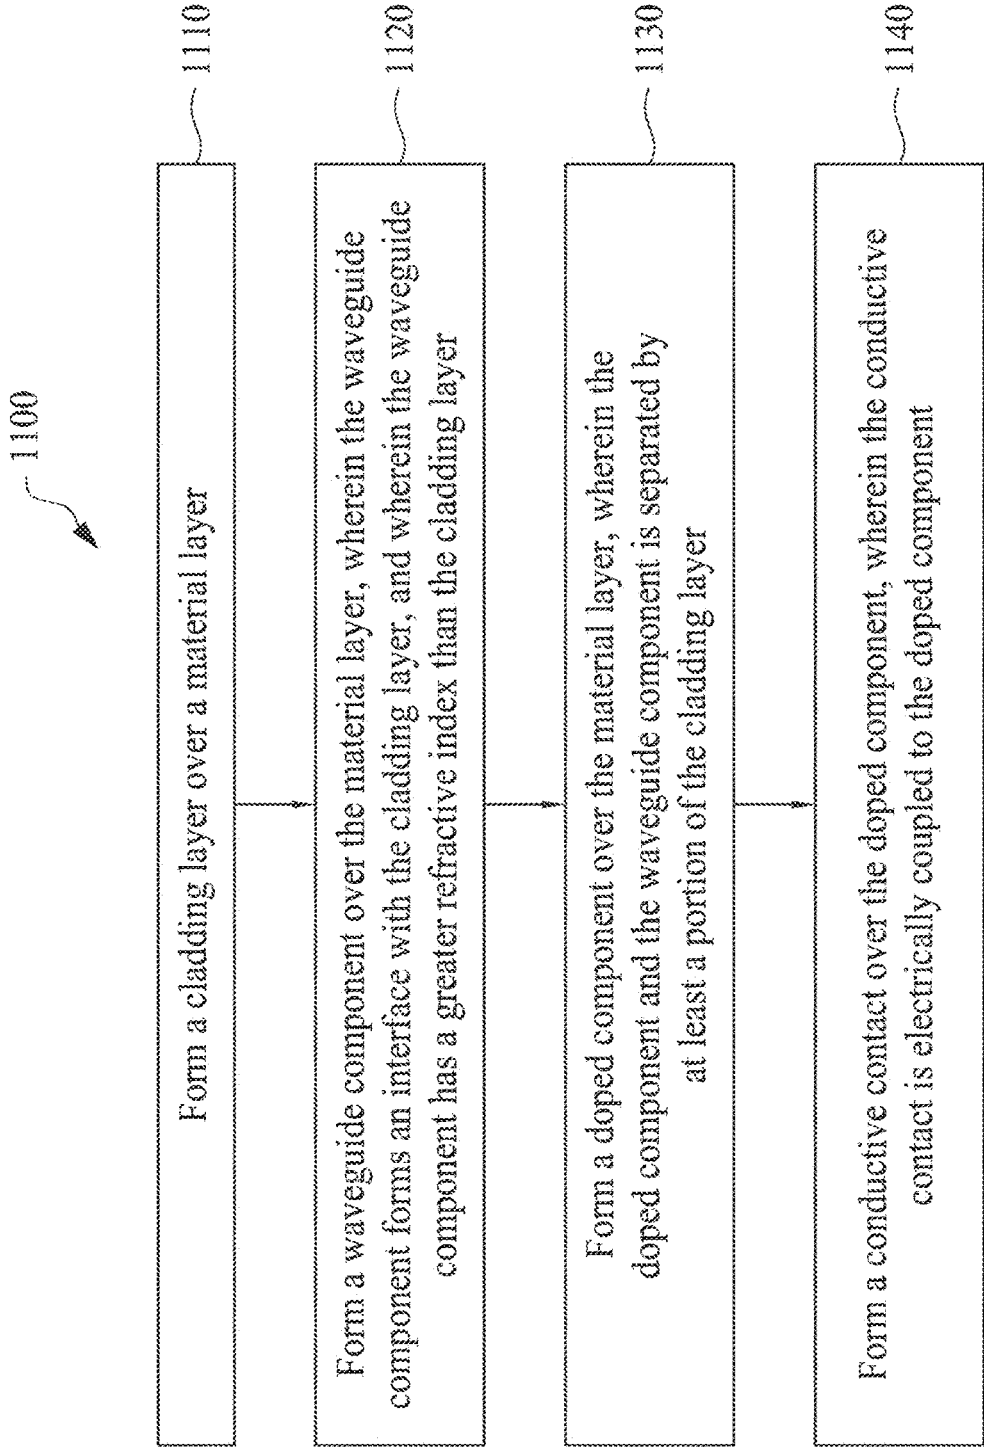 1100
Form a cladding layer over a material layer
1110
Form a waveguide component over the material layer, wherein the waveguide
component forms an interface with the cladding layer, and wherein the waveguide
component has a greater refractive index than the cladding layer
1120
Form a doped component over the material layer, wherein the
doped component and the waveguide component is separated by
at least a portion of the cladding layer
1130
Form a conductive contact over the doped component, wherein the conductive
contact is electrically coupled to the doped component
1140